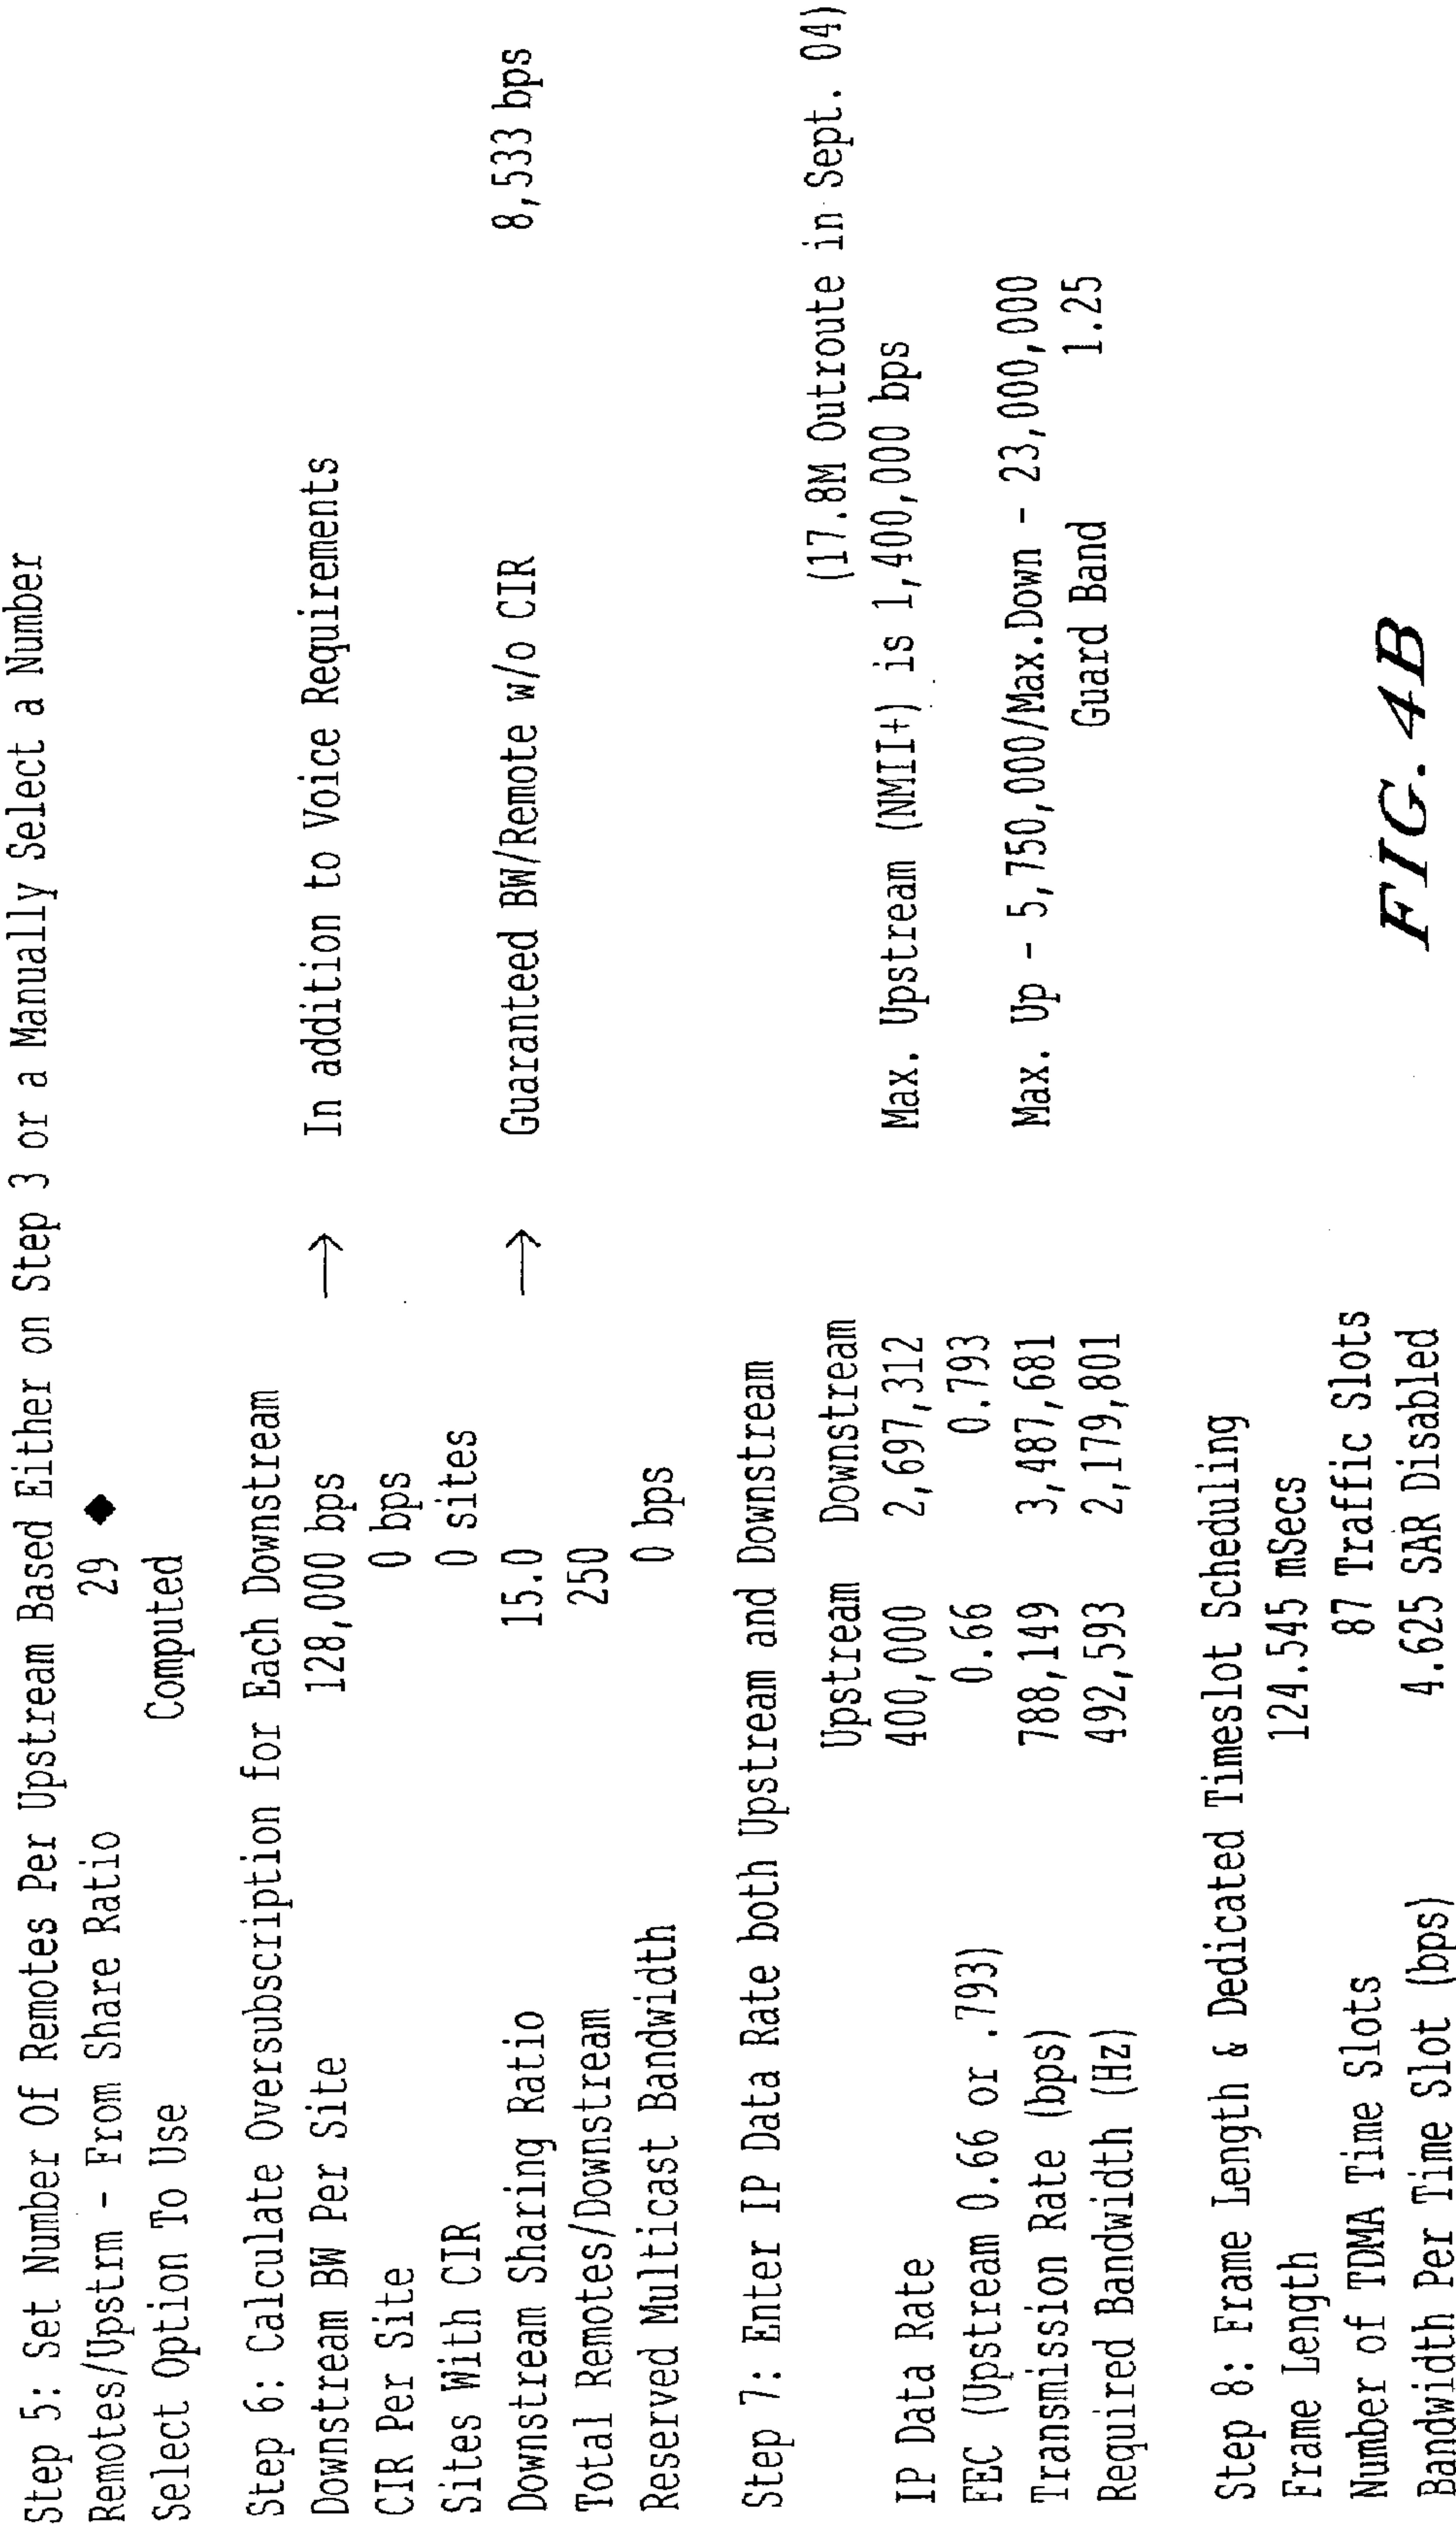 Step 5: Set Number Of Remotes Per Upstream Based Either on Step 3 or a Manually Select a Number
Remotes/Upstrm - From Share Ratio 29 ◆
Select Option To Use Computed
Step 6: Calculate Oversubscription for Each Downstream
Downstream BW Per Site 128,000 bps → In addition to Voice Requirements
CIR Per Site 0 bps
Sites With CIR 0 sites
Downstream Sharing Ratio 15.0 → Guaranteed BW/Remote w/o CIR 8,533 bps
Total Remotes/Downstream 250
Reserved Multicast Bandwidth 0 bps
Step 7: Enter IP Data Rate both Upstream and Downstream
Upstream Downstream (17.8M Outroute in Sept. 04)
IP Data Rate 400,000 2,697,312 Max. Upstream (NMII+) is 1,400,000 bps
FEC (Upstream 0.66 or .793) 0.66 0.793
Transmission Rate (bps) 788,149 3,487,681 Max. Up - 5,750,000/Max.Down - 23,000,000
Required Bandwidth (Hz) 492,593 2,179,801 Guard Band 1.25
Step 8: Frame Length & Dedicated Timeslot Scheduling
Frame Length 124.545 mSecs
Number of TDMA Time Slots 87 Traffic Slots
Bandwidth Per Time Slot (bps) 4.625 SAR Disabled
FIG. 4B